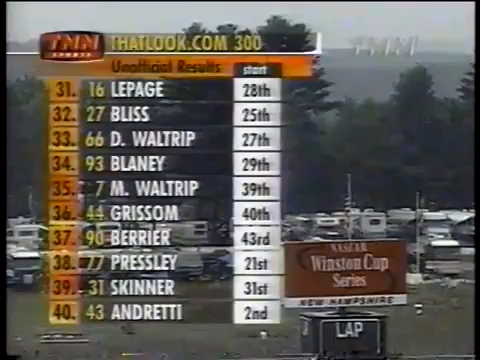 TNN
SPORTS
THATLOOK.COM 300
Unofficial Results start
31. 16 LEPAGE 28th
32. 27 BLISS 25th
33. 66 D. WALTRIP 27th
34. 93 BLANEY 29th
35. 7 M. WALTRIP 39th
36. 44 GRISSOM 40th
37. 90 BERRIER 43rd
38. 77 PRESSLEY 21st
39. 31 SKINNER 31st
40. 43 ANDRETTI 2nd
NASCAR
Winston Cup
Series
NEW HAMPSHIRE
LAP